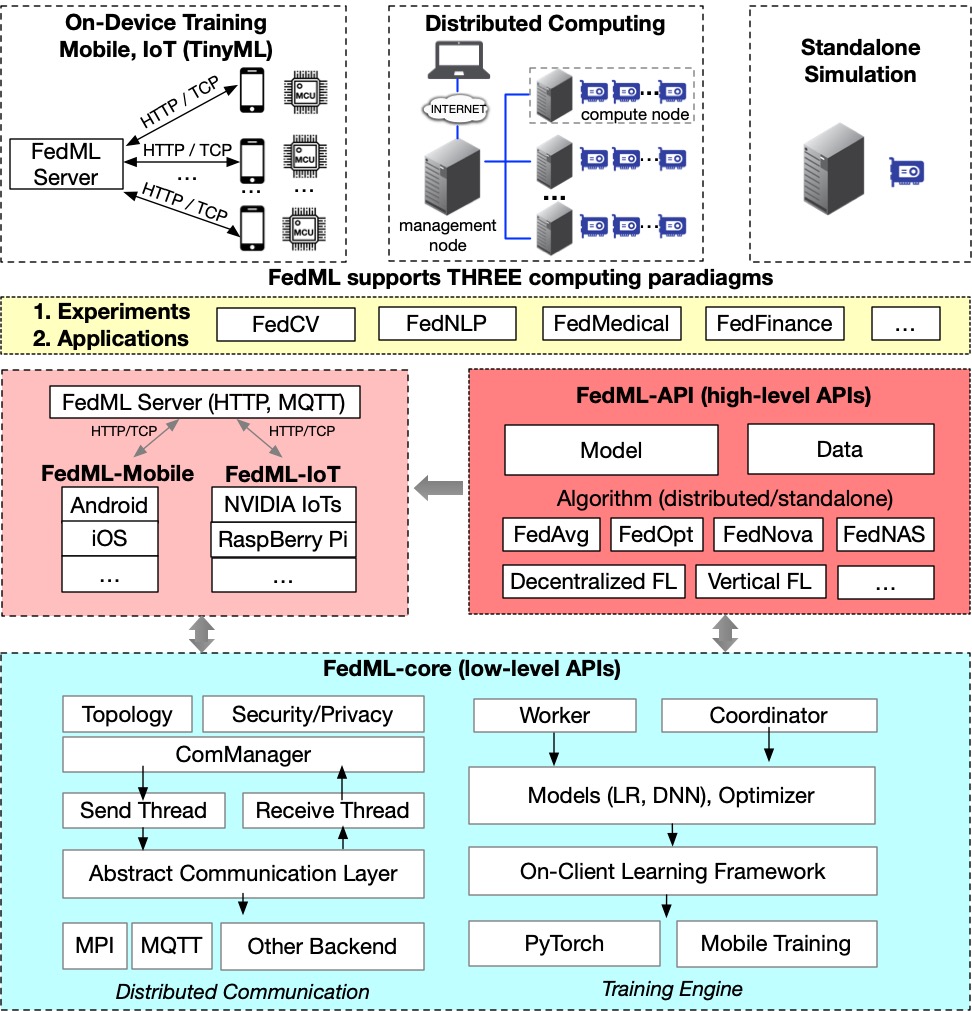 On-Device Training
Mobile, IoT (TinyML)
HTTP / TCP
MCU
FedML
Server
HTTP / TCP
MCU
...
...
...
HTTP / TCP
MCU
Distributed Computing
INTERNET
...
compute node
...
...
management
node
...
Standalone
Simulation
FedML supports THREE computing paradiagms
1. Experiments
2. Applications
FedCV
FedNLP
FedMedical
FedFinance
...
FedML Server (HTTP, MQTT)
HTTP/TCP
HTTP/TCP
FedML-Mobile
FedML-IoT
Android
NVIDIA IoTs
iOS
RaspBerry Pi
...
...
FedML-API (high-level APIs)
Model
Data
Algorithm (distributed/standalone)
FedAvg
FedOpt
FedNova
FedNAS
Decentralized FL
Vertical FL
...
FedML-core (low-level APIs)
Topology
Security/Privacy
ComManager
Send Thread
Receive Thread
Abstract Communication Layer
MPI
MQTT
Other Backend
Distributed Communication
Worker
Coordinator
Models (LR, DNN), Optimizer
On-Client Learning Framework
PyTorch
Mobile Training
Training Engine